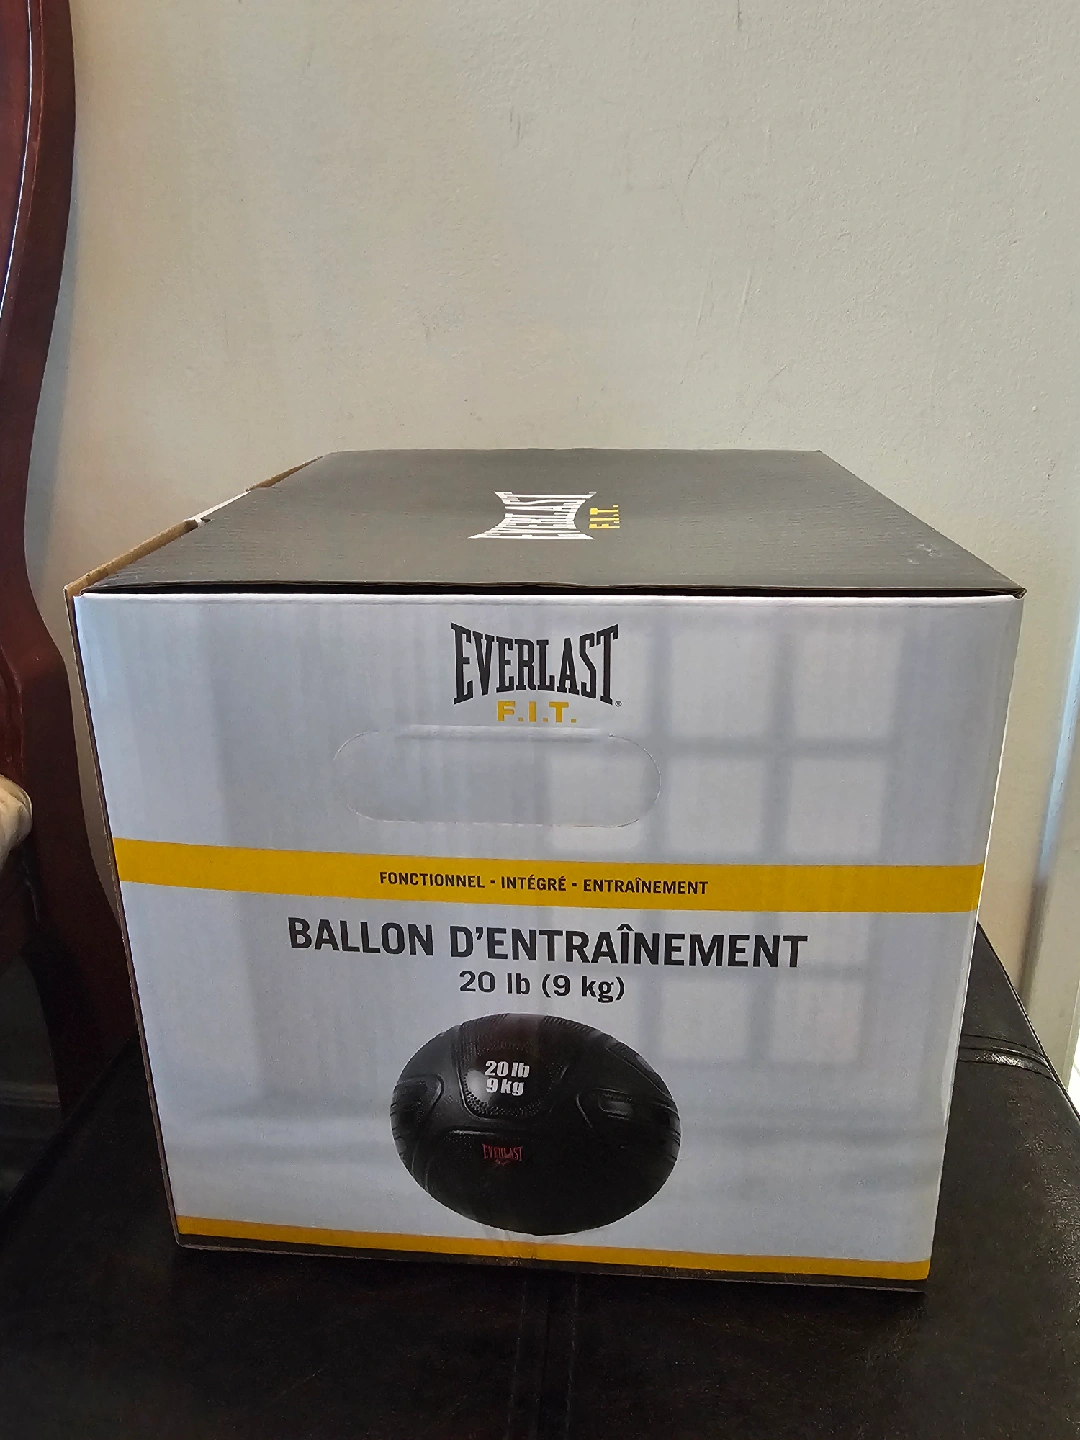 EVERLAST
F.I.T.
EVERLAST®
F.I.T.
FONCTIONNEL - INTÉGRÉ - ENTRAÎNEMENT
BALLON D'ENTRAÎNEMENT
20 lb (9 kg)
20 lb
9 kg
EVERLAST